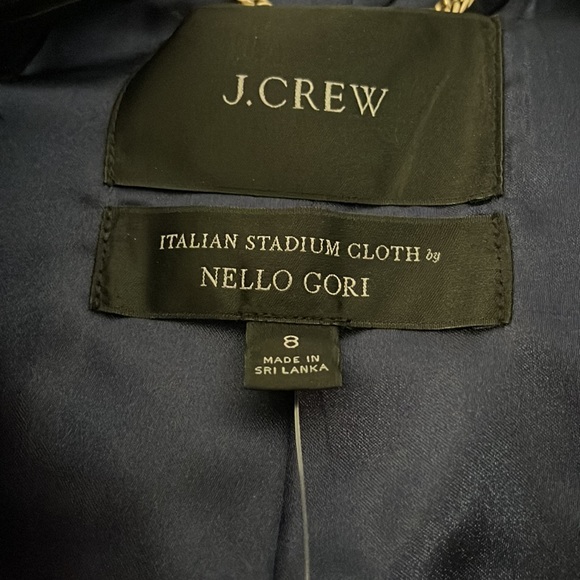 J.CREW
ITALIAN STADIUM CLOTH by
NELLO GORI
8
MADE IN
SRI LANKA